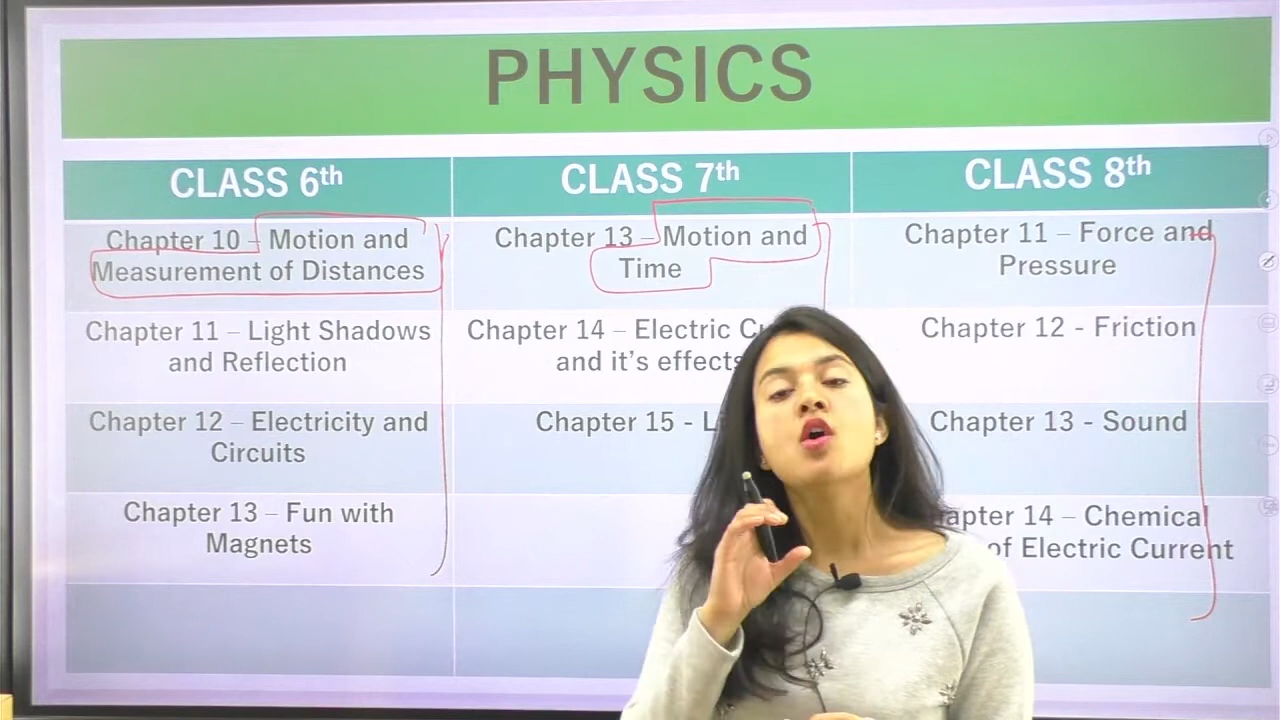 PHYSICS
CLASS 6th
CLASS 7th
CLASS 8th
Chapter 10 – Motion and
Measurement of Distances
Chapter 13 – Motion and
Time
Chapter 11 – Force and
Pressure
Chapter 11 – Light Shadows
and Reflection
Chapter 14 – Electric
and it's effects
Chapter 12 - Friction
Chapter 12 – Electricity and
Circuits
Chapter 15 -
Chapter 13 - Sound
Chapter 13 – Fun with
Magnets
14 – Chemical
of Electric Current